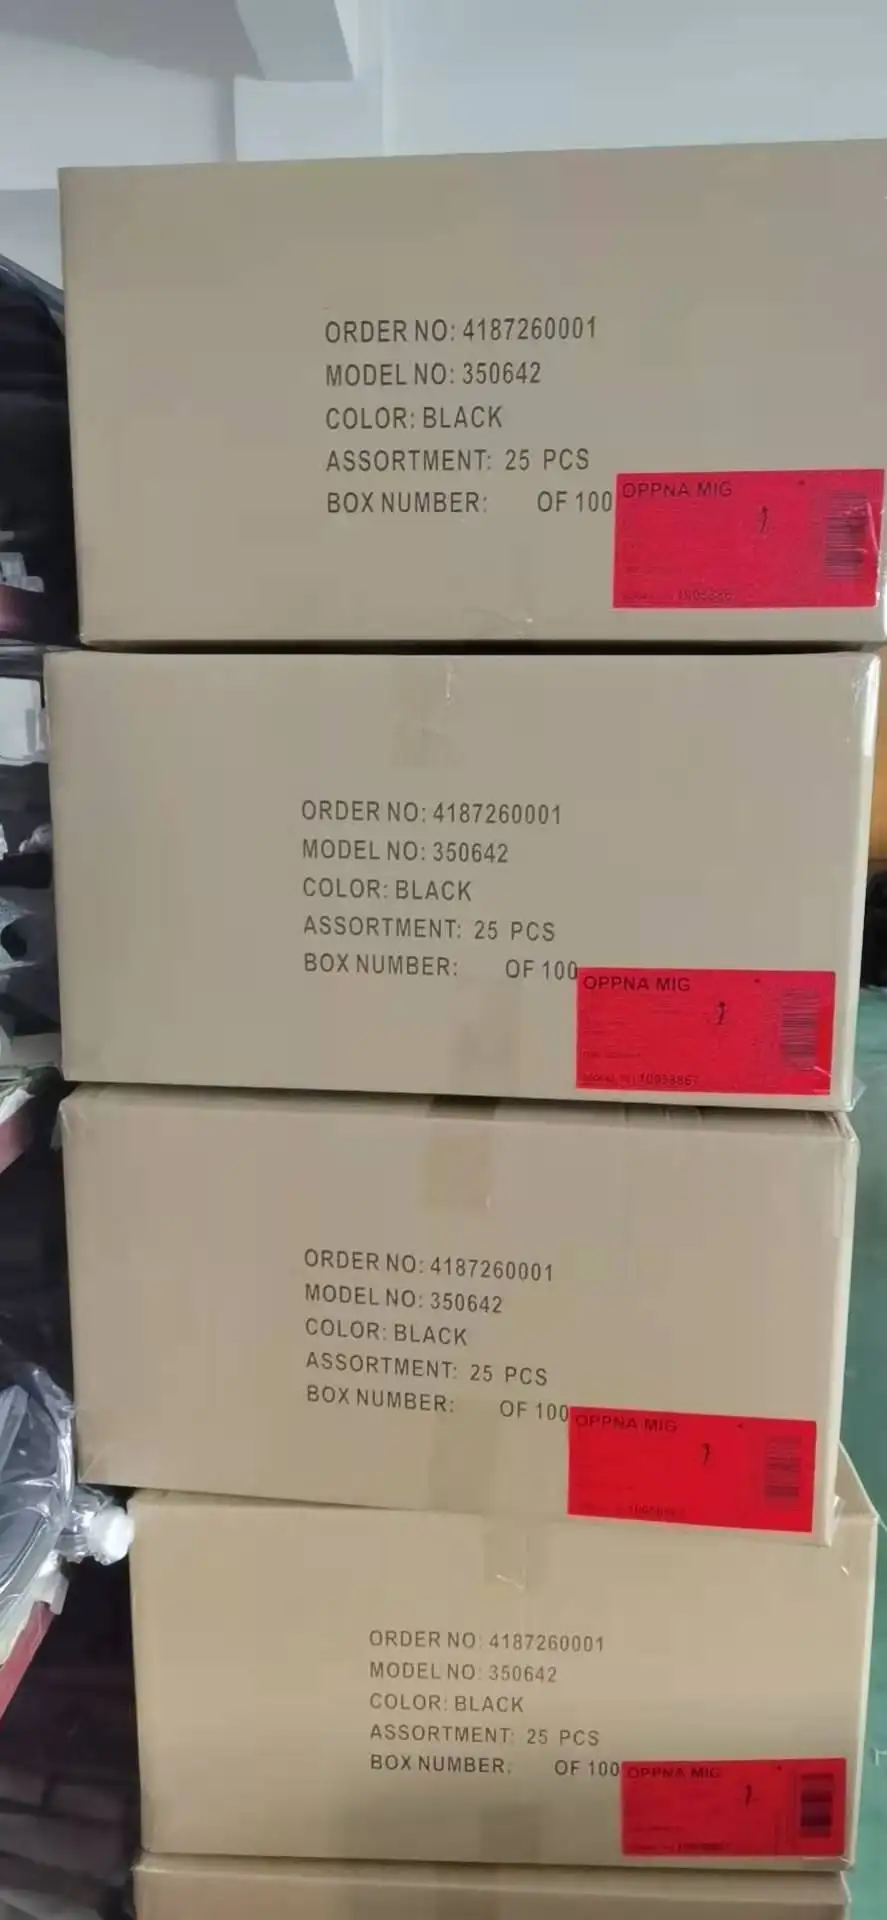 ORDER NO: 4187260001
MODEL NO: 350642
COLOR: BLACK
ASSORTMENT: 25 PCS
BOX NUMBER: OF 100
OPPNA MIG
ORDER NO: 4187260001
MODEL NO: 350642
COLOR: BLACK
ASSORTMENT: 25 PCS
BOX NUMBER: OF 100
OPPNA MIG
ORDER NO: 4187260001
MODEL NO: 350642
COLOR: BLACK
ASSORTMENT: 25 PCS
BOX NUMBER: OF 100
OPPNA MIG
ORDER NO: 4187260001
MODEL NO: 350642
COLOR: BLACK
ASSORTMENT: 25 PCS
BOX NUMBER: OF 100
OPPNA MIG